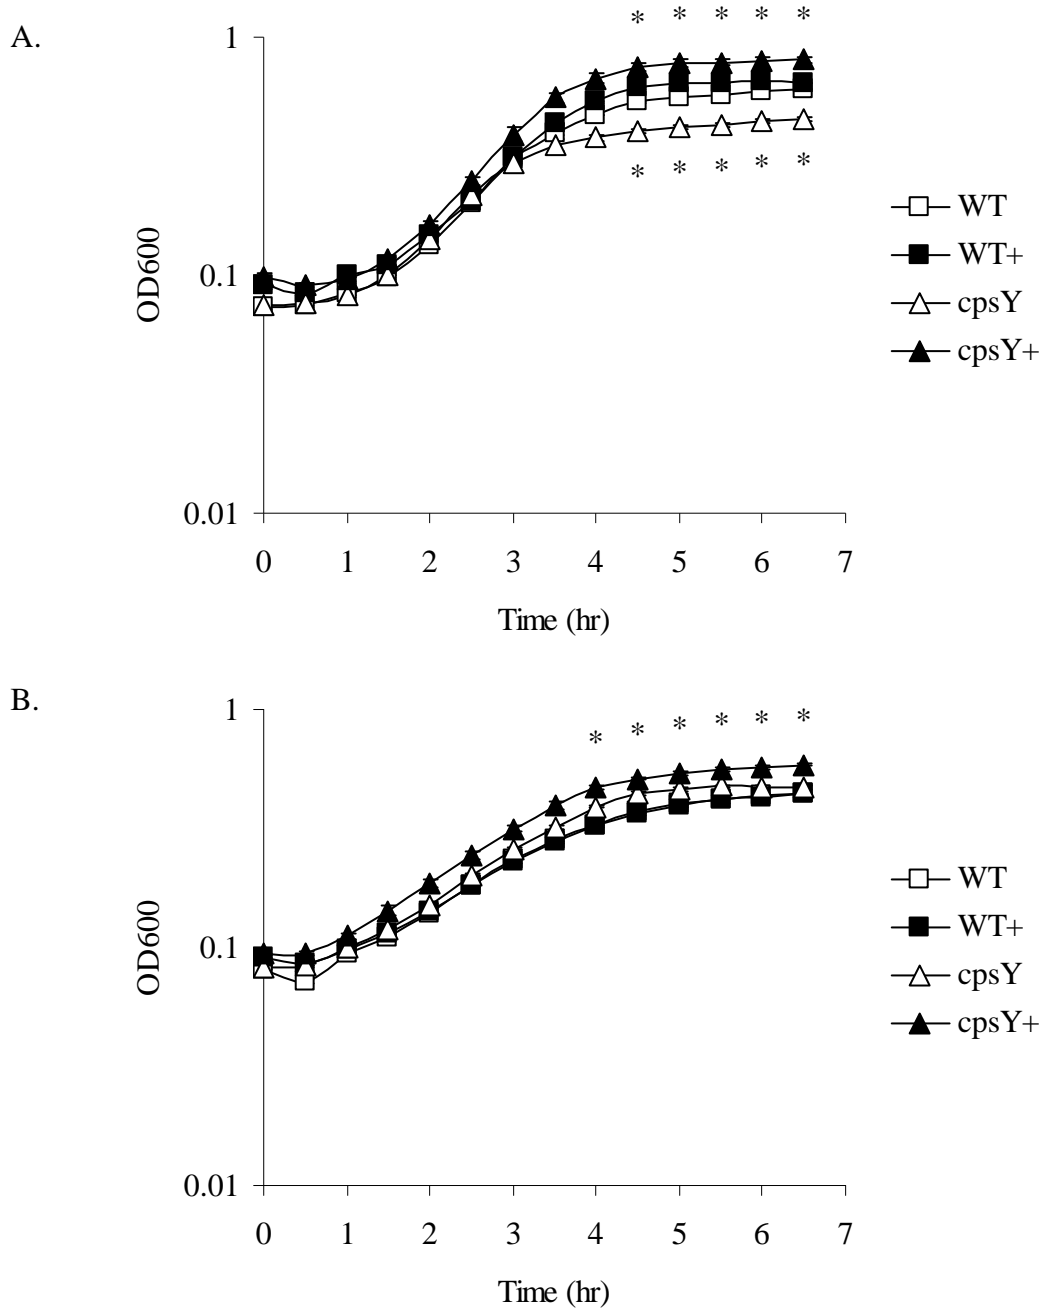 A.
* * * * *
1
* * * * *
WT
WT+
cpsY
cpsY+
OD600
0.1
0.01
0 1 2 3 4 5 6 7
Time (hr)
B.
1
* * * * * *
WT
WT+
cpsY
cpsY+
OD600
0.1
0.01
0 1 2 3 4 5 6 7
Time (hr)